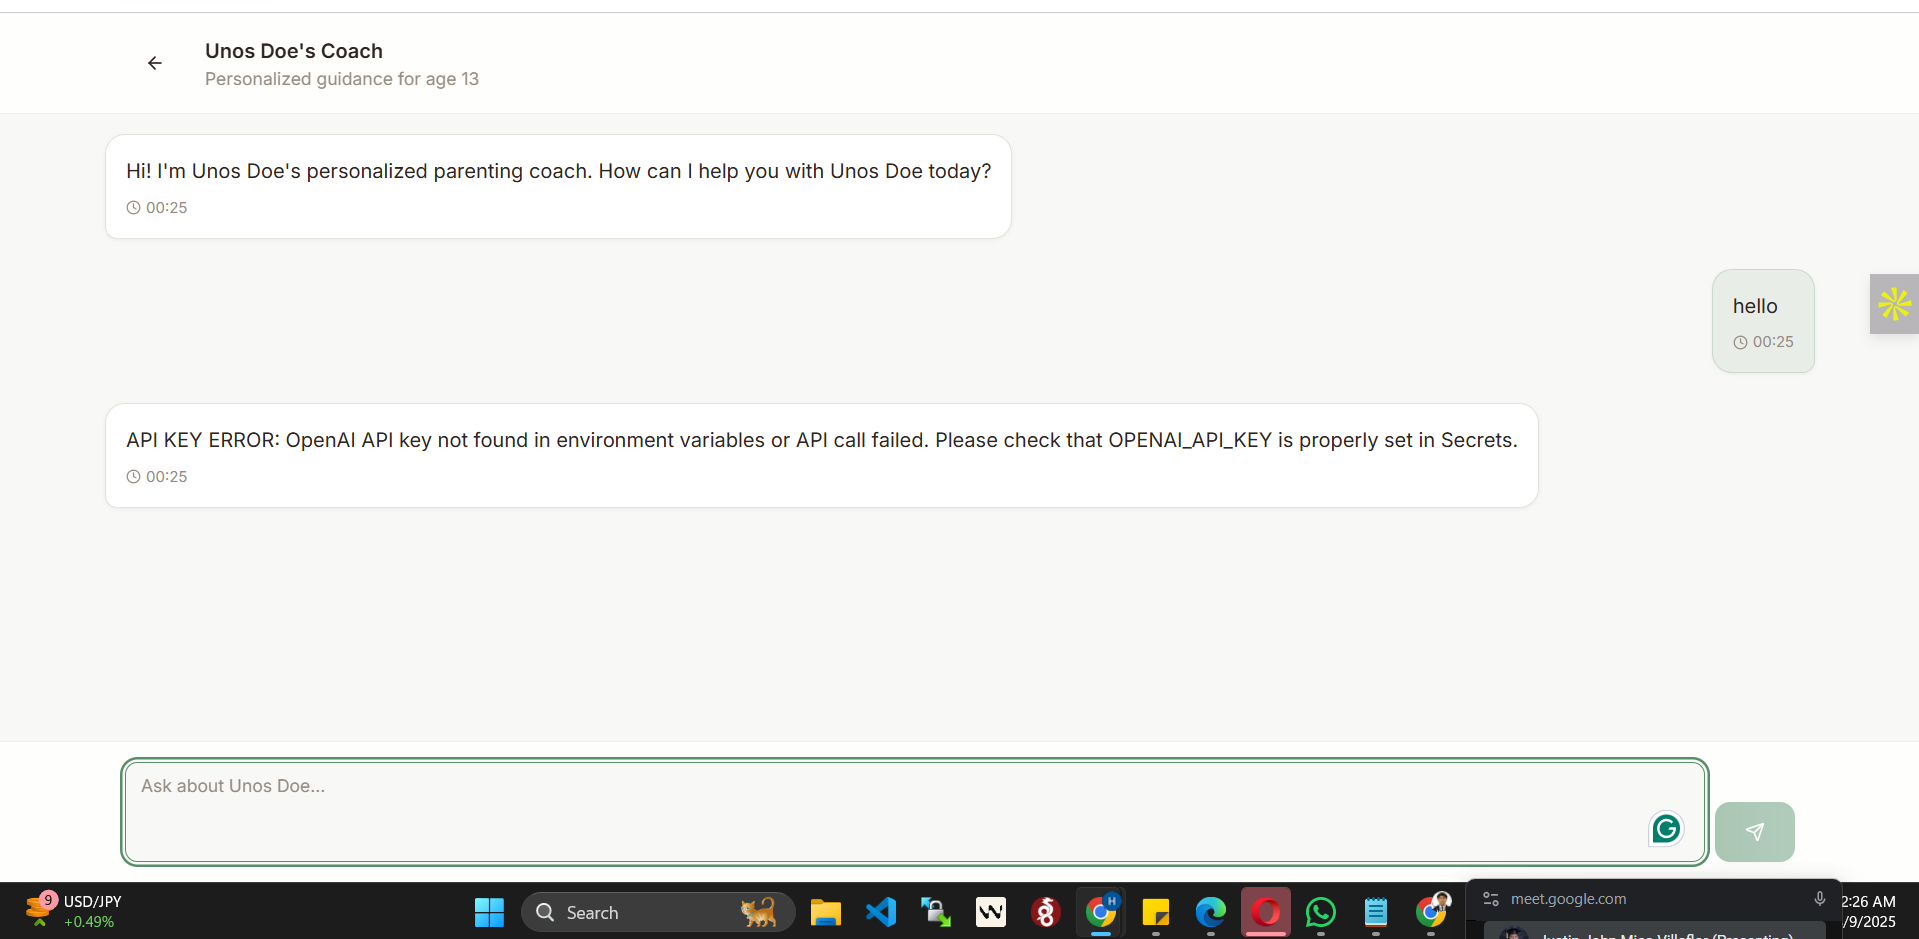 Unos Doe's Coach
Personalized guidance for age 13
Hi! I'm Unos Doe's personalized parenting coach. How can I help you with Unos Doe today?
00:25
hello
00:25
API KEY ERROR: OpenAI API key not found in environment variables or API call failed. Please check that OPENAI_API_KEY is properly set in Secrets.
00:25
Ask about Unos Doe...
9
USD/JPY
+0.49%
Search
H
meet.google.com
2:26 AM
/9/2025
(Presenting)